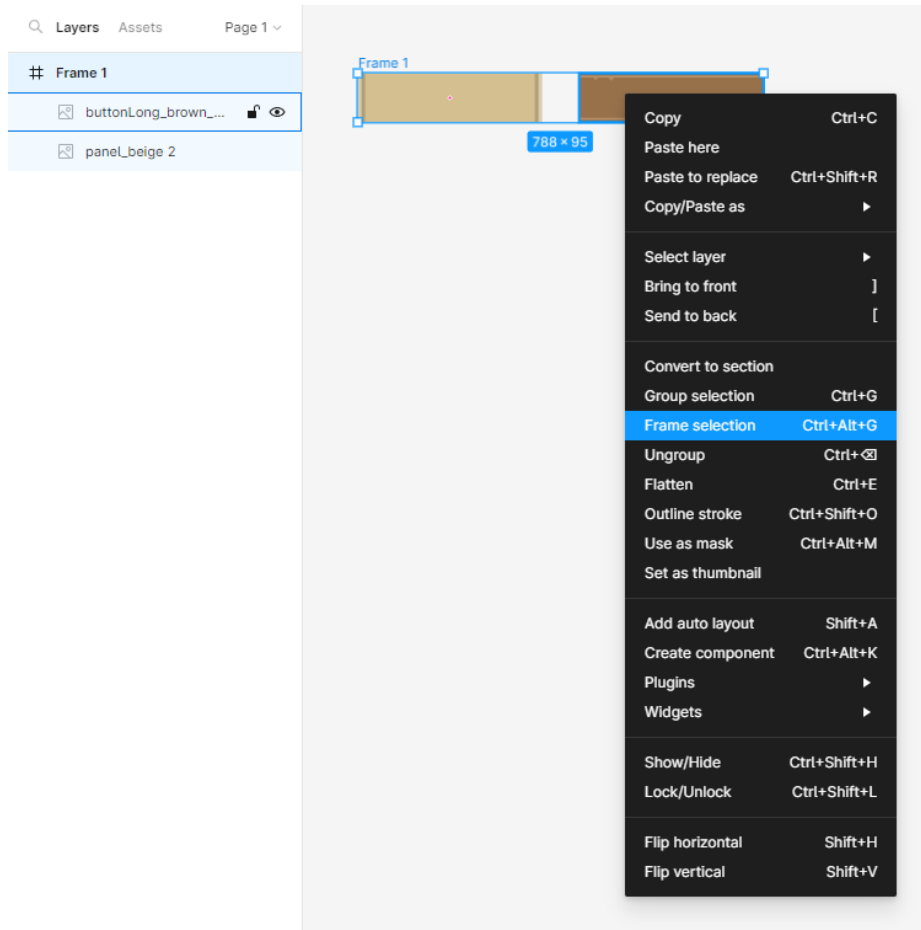 Layers Assets Page 1
Frame 1
buttonLong_brown_...
panel_beige 2
Frame 1
788 × 95
Copy Ctrl+C
Paste here
Paste to replace Ctrl+Shift+R
Copy/Paste as
Select layer
Bring to front ]
Send to back [
Convert to section
Group selection Ctrl+G
Frame selection Ctrl+Alt+G
Ungroup Ctrl+⌫
Flatten Ctrl+E
Outline stroke Ctrl+Shift+O
Use as mask Ctrl+Alt+M
Set as thumbnail
Add auto layout Shift+A
Create component Ctrl+Alt+K
Plugins
Widgets
Show/Hide Ctrl+Shift+H
Lock/Unlock Ctrl+Shift+L
Flip horizontal Shift+H
Flip vertical Shift+V